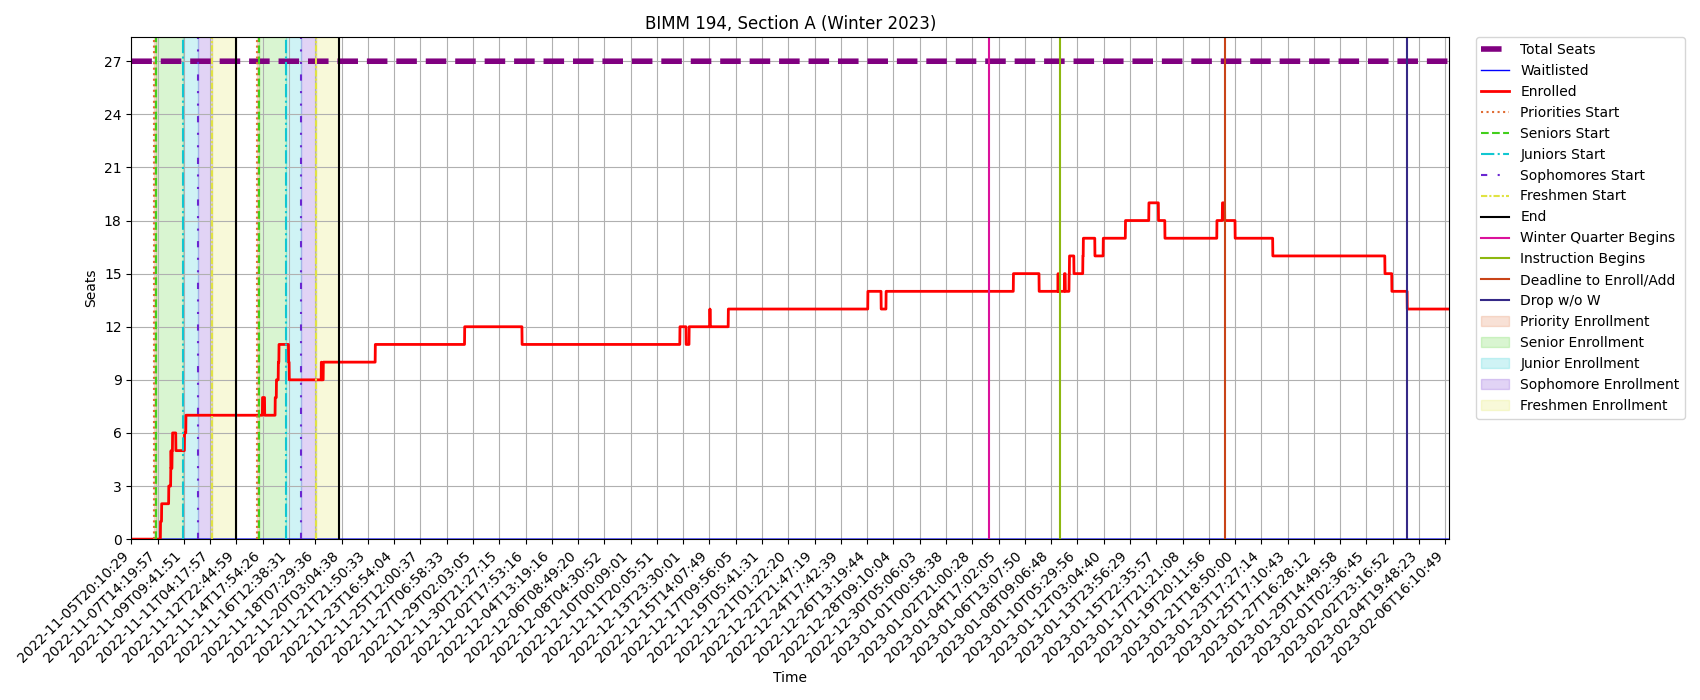 BIMM 194, Section A (Winter 2023)
27
24
21
18
15
12
9
6
3
0
Seats
2022-11-05T20:10:29
2022-11-07T14:19:57
2022-11-09T09:41:51
2022-11-11T04:17:57
2022-11-12T22:44:59
2022-11-14T17:54:26
2022-11-16T12:38:31
2022-11-18T07:29:36
2022-11-20T03:04:38
2022-11-21T21:50:33
2022-11-23T16:54:04
2022-11-25T12:00:37
2022-11-27T06:58:33
2022-11-29T02:03:05
2022-11-30T21:27:15
2022-12-02T17:53:16
2022-12-04T13:19:16
2022-12-06T08:49:20
2022-12-08T04:30:52
2022-12-10T00:09:01
2022-12-11T20:05:51
2022-12-13T23:30:01
2022-12-15T14:07:49
2022-12-17T09:56:05
2022-12-19T05:41:31
2022-12-21T01:22:20
2022-12-22T21:47:19
2022-12-24T17:42:39
2022-12-26T13:19:44
2022-12-28T09:10:04
2022-12-30T05:06:03
2023-01-01T00:58:38
2023-01-02T21:00:28
2023-01-04T17:02:05
2023-01-06T13:07:50
2023-01-08T09:06:48
2023-01-10T05:29:56
2023-01-12T03:04:40
2023-01-13T23:56:29
2023-01-15T22:35:57
2023-01-17T21:21:08
2023-01-19T20:11:56
2023-01-21T18:50:00
2023-01-23T17:27:14
2023-01-25T17:10:43
2023-01-27T16:28:12
2023-01-29T14:49:58
2023-02-01T02:36:45
2023-02-02T23:16:52
2023-02-04T19:48:23
2023-02-06T16:10:49
Time
Total Seats
Waitlisted
Enrolled
Priorities Start
Seniors Start
Juniors Start
Sophomores Start
Freshmen Start
End
Winter Quarter Begins
Instruction Begins
Deadline to Enroll/Add
Drop w/o W
Priority Enrollment
Senior Enrollment
Junior Enrollment
Sophomore Enrollment
Freshmen Enrollment